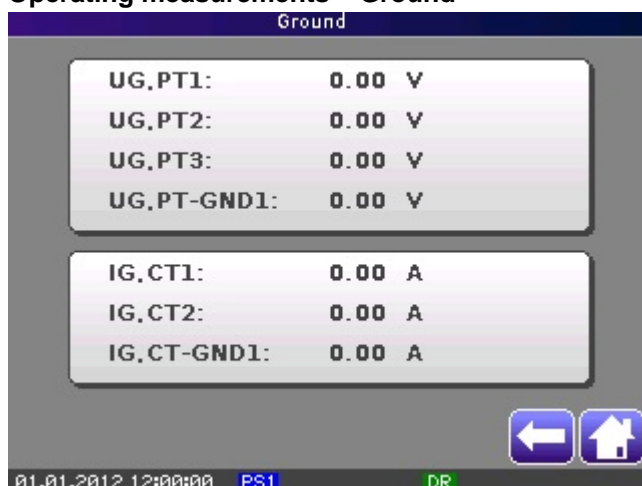 Operating measurements – Ground
Ground
UG.PT1: 0.00 V
UG.PT2: 0.00 V
UG.PT3: 0.00 V
UG.PT-GND1: 0.00 V
IG.CT1: 0.00 A
IG.CT2: 0.00 A
IG.CT-GND1: 0.00 A
01.01.2012 12:00:00 PS1 DR